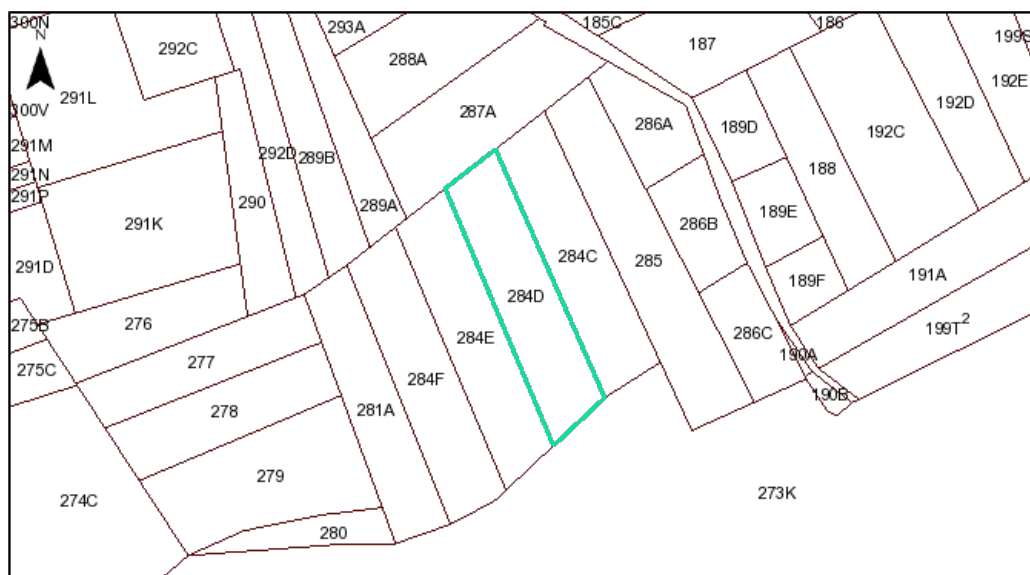 300N
N
293A
185C
186
199S
292C
288A
187
192E
291L
300V
287A
192D
286A
189D
192C
291M
292D
289B
291N
188
291P
290
289A
189E
291K
286B
284C
285
291D
189F
191A
284D
275B
276
199T2
284E
286C
190A
277
275C
284F
190B
278
281A
279
274C
273K
280